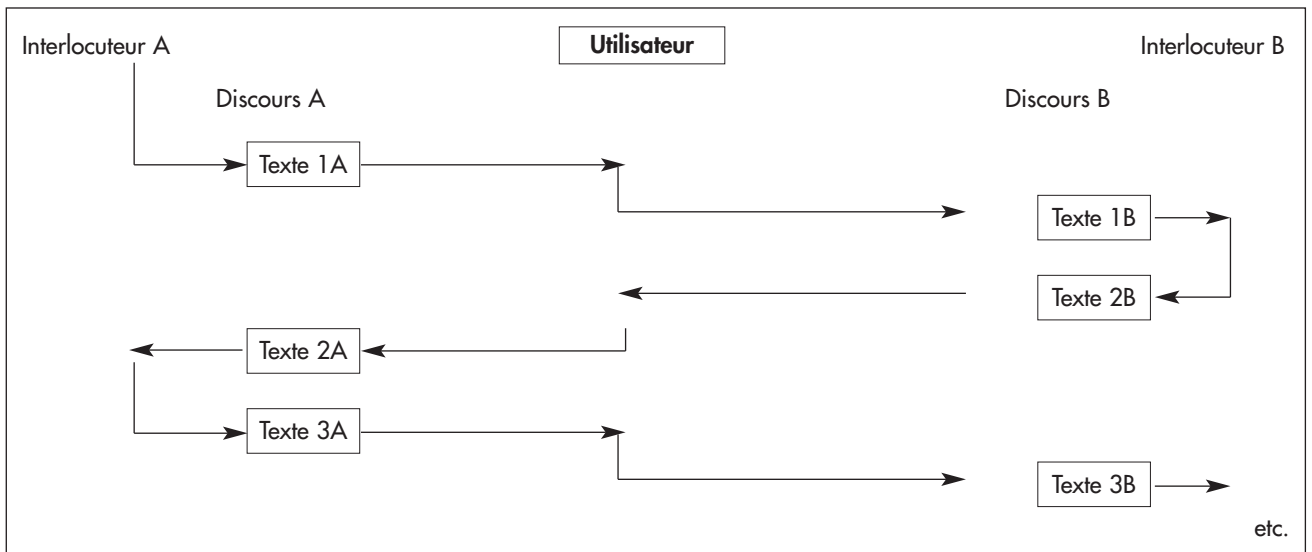 Interlocuteur A
Utilisateur
Interlocuteur B
Discours A
Discours B
Texte 1A
Texte 1B
Texte 2B
Texte 2A
Texte 3A
Texte 3B
etc.